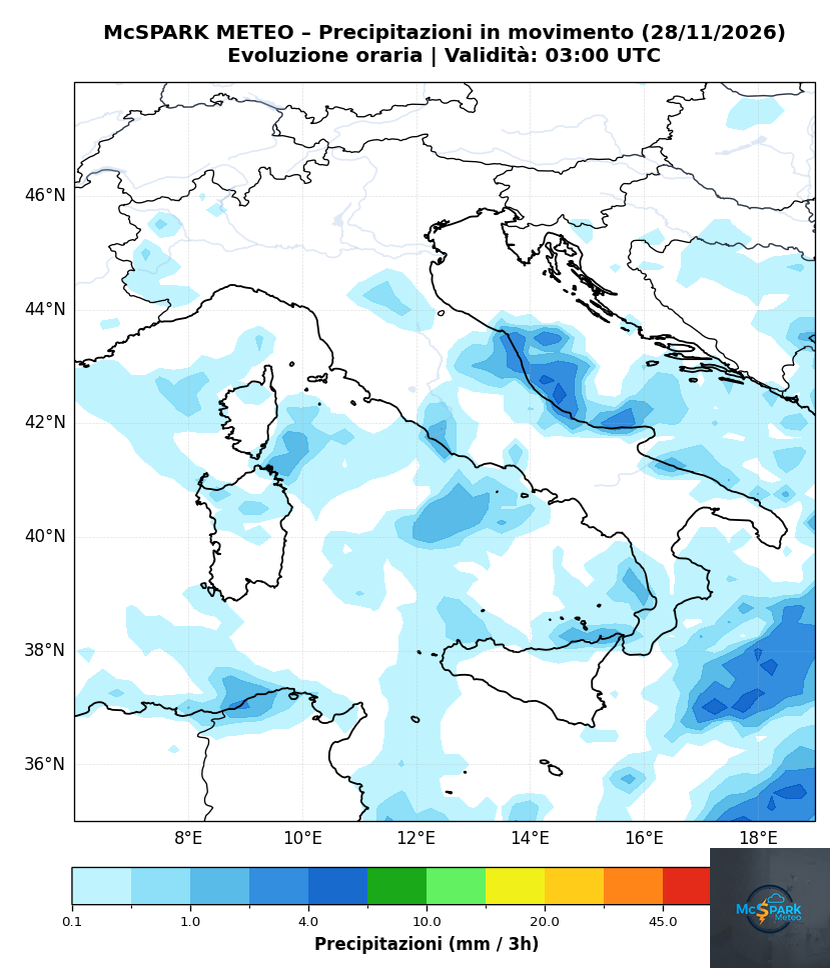 McSPARK METEO – Precipitazioni in movimento (28/11/2026)
Evoluzione oraria | Validità: 03:00 UTC
46°N
44°N
42°N
40°N
38°N
36°N
8°E 10°E 12°E 14°E 16°E 18°E
0.1 1.0 4.0 10.0 20.0 45.0
Precipitazioni (mm / 3h)
McSPARK
Meteo